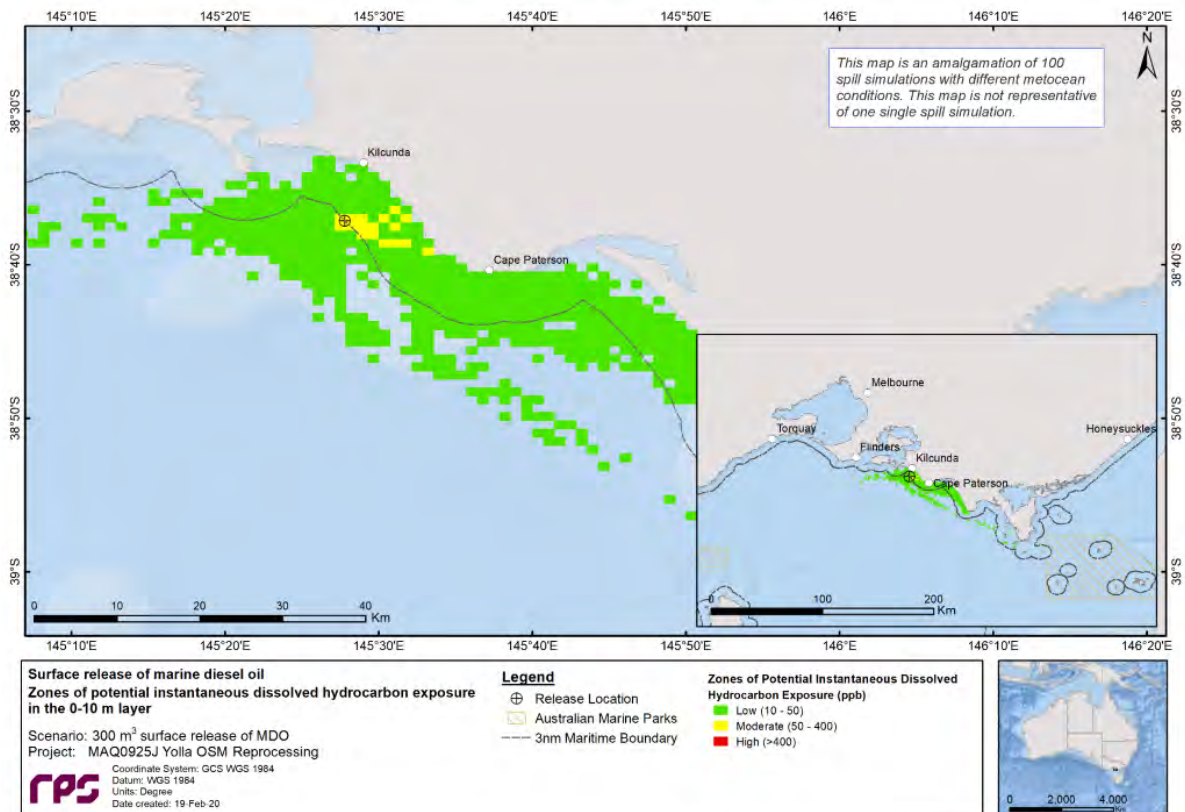 145°10'E 145°20'E 145°30'E 145°40'E 145°50'E 146°E 146°10'E 146°20'E
N
This map is an amalgamation of 100
spill simulations with different metocean
conditions. This map is not representative
of one single spill simulation.
38°30'S 38°30'S
Kilcunda
38°40'S 38°40'S
Cape Paterson
Melbourne
38°50'S 38°50'S
Torquay
Flinders
Honeysuckles
Kilcunda
Cape Paterson
39°S 39°S
0 100 200
Km
0 10 20 30 40
Km
145°10'E 145°20'E 145°30'E 145°40'E 145°50'E 146°E 146°10'E 146°20'E
Surface release of marine diesel oil
Zones of potential instantaneous dissolved hydrocarbon exposure
in the 0-10 m layer
Scenario: 300 m³ surface release of MDO
Project: MAQ0925J Yolla OSM Reprocessing
rps
Coordinate System: GCS WGS 1984
Datum: WGS 1984
Units: Degree
Date created: 19-Feb-20
Legend
Release Location
Australian Marine Parks
3nm Maritime Boundary
Zones of Potential Instantaneous Dissolved
Hydrocarbon Exposure (ppb)
Low (10 - 50)
Moderate (50 - 400)
High (>400)
0 2,000 4,000
Km